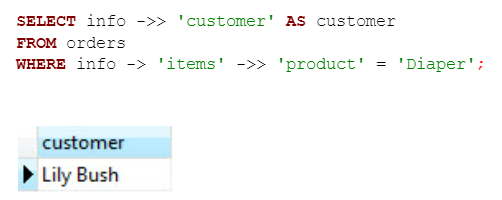 SELECT info ->> 'customer' AS customer
FROM orders
WHERE info -> 'items' ->> 'product' = 'Diaper';
customer
Lily Bush